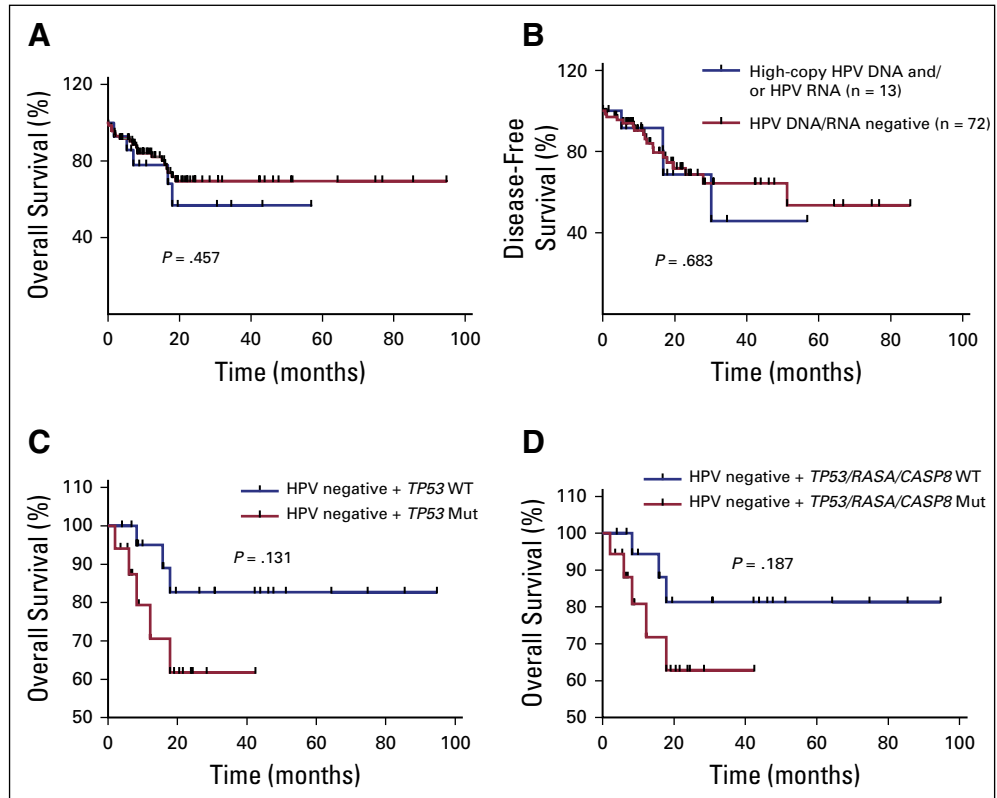 A
Overall Survival (%)
120
80
40
P = .457
0
20
40
60
80
100
Time (months)
B
Disease-Free
Survival (%)
120
80
40
High-copy HPV DNA and/
or HPV RNA (n = 13)
HPV DNA/RNA negative (n = 72)
P = .683
0
20
40
60
80
100
Time (months)
C
Overall Survival (%)
110
100
90
80
70
60
50
HPV negative + TP53 WT
HPV negative + TP53 Mut
P = .131
0
20
40
60
80
100
Time (months)
D
Overall Survival (%)
110
100
90
80
70
60
50
HPV negative + TP53/RASA/CASP8 WT
HPV negative + TP53/RASA/CASP8 Mut
P = .187
0
20
40
60
80
100
Time (months)